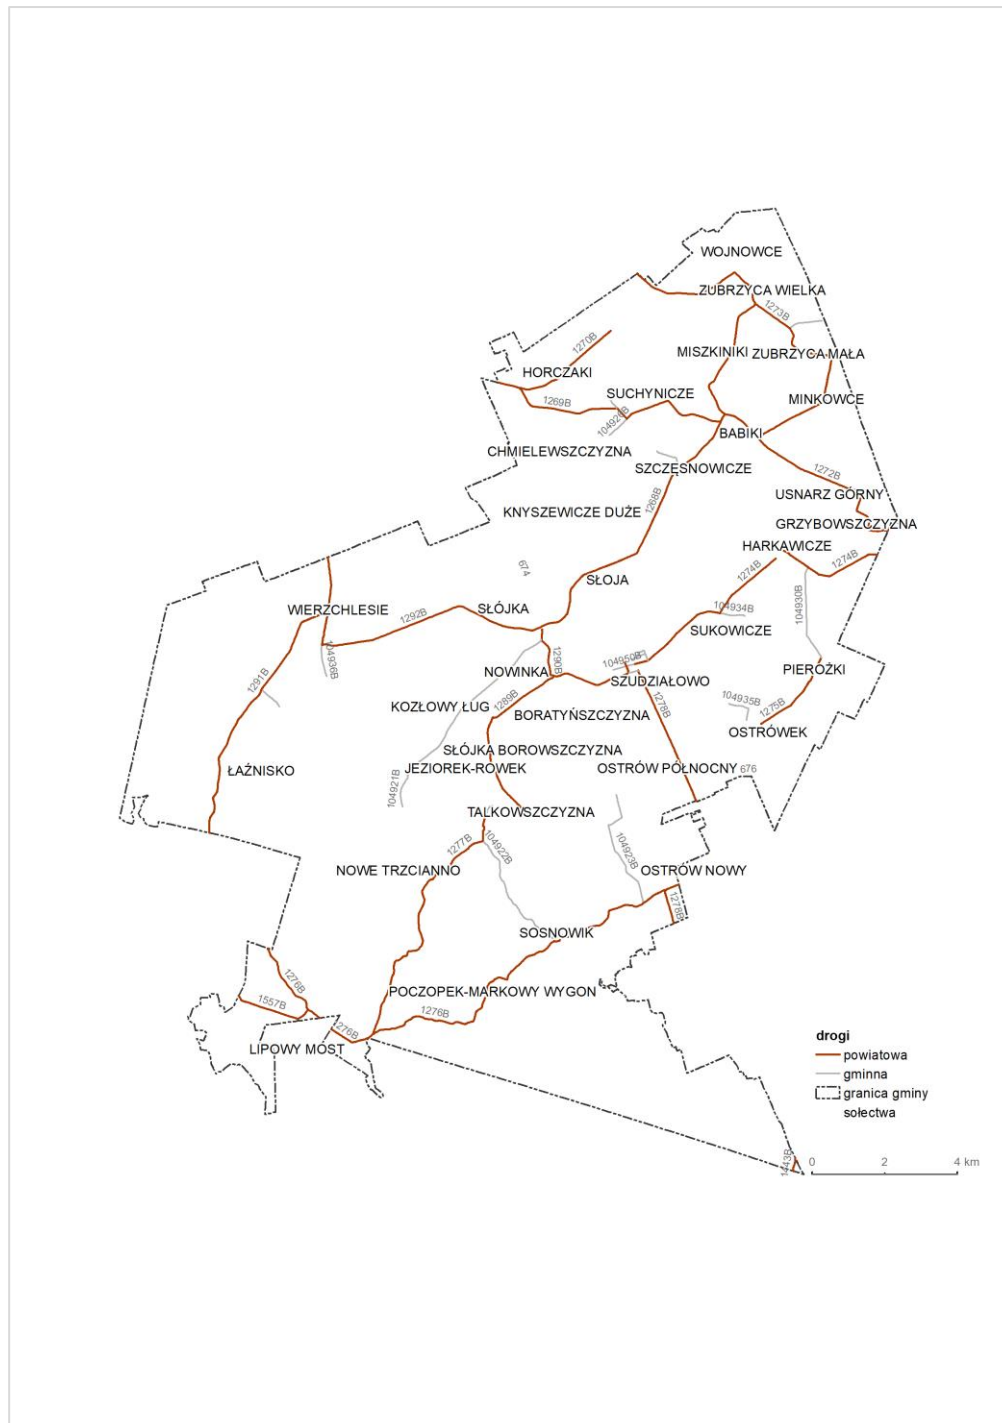 WOJNOWCE
ZUBRZYCA WIELKA
1273B
1270B
MISZKINIKI
ZUBRZYCA MAŁA
HORCZAKI
SUCHYNICZE
MINKOWCE
1269B
104926B
BABIKI
CHMIELEWSZCZYZNA
SZCZĘSNOWICZE
1272B
1268B
USNARZ GÓRNY
KNYSZEWICZE DUŻE
GRZYBOWSZCZYZNA
HARKAWICZE
1274B
1274B
674
SŁOJA
WIERZCHLESIE
1292B
SŁÓJKA
104934B
104930B
SUKOWICZE
104936B
1290B
104950B
1291B
NOWINKA
SZUDZIAŁOWO
PIEROŻKI
1289B
1278B
104935B
1275B
KOZŁOWY ŁUG
BORATYŃSZCZYZNA
OSTRÓWEK
SŁÓJKA BOROWSZCZYZNA
ŁAŹNISKO
JEZIOREK-ROWEK
OSTRÓW PÓŁNOCNY
676
104921B
TALKOWSZCZYZNA
1277B
104922B
104923B
NOWE TRZCIANNO
OSTRÓW NOWY
1278B
SOSNOWIK
1276B
POCZOPEK-MARKOWY WYGON
1557B
1276B
1276B
LIPOWY MOST
drogi
powiatowa
gminna
granica gminy
sołectwa
1443B
0 2 4 km